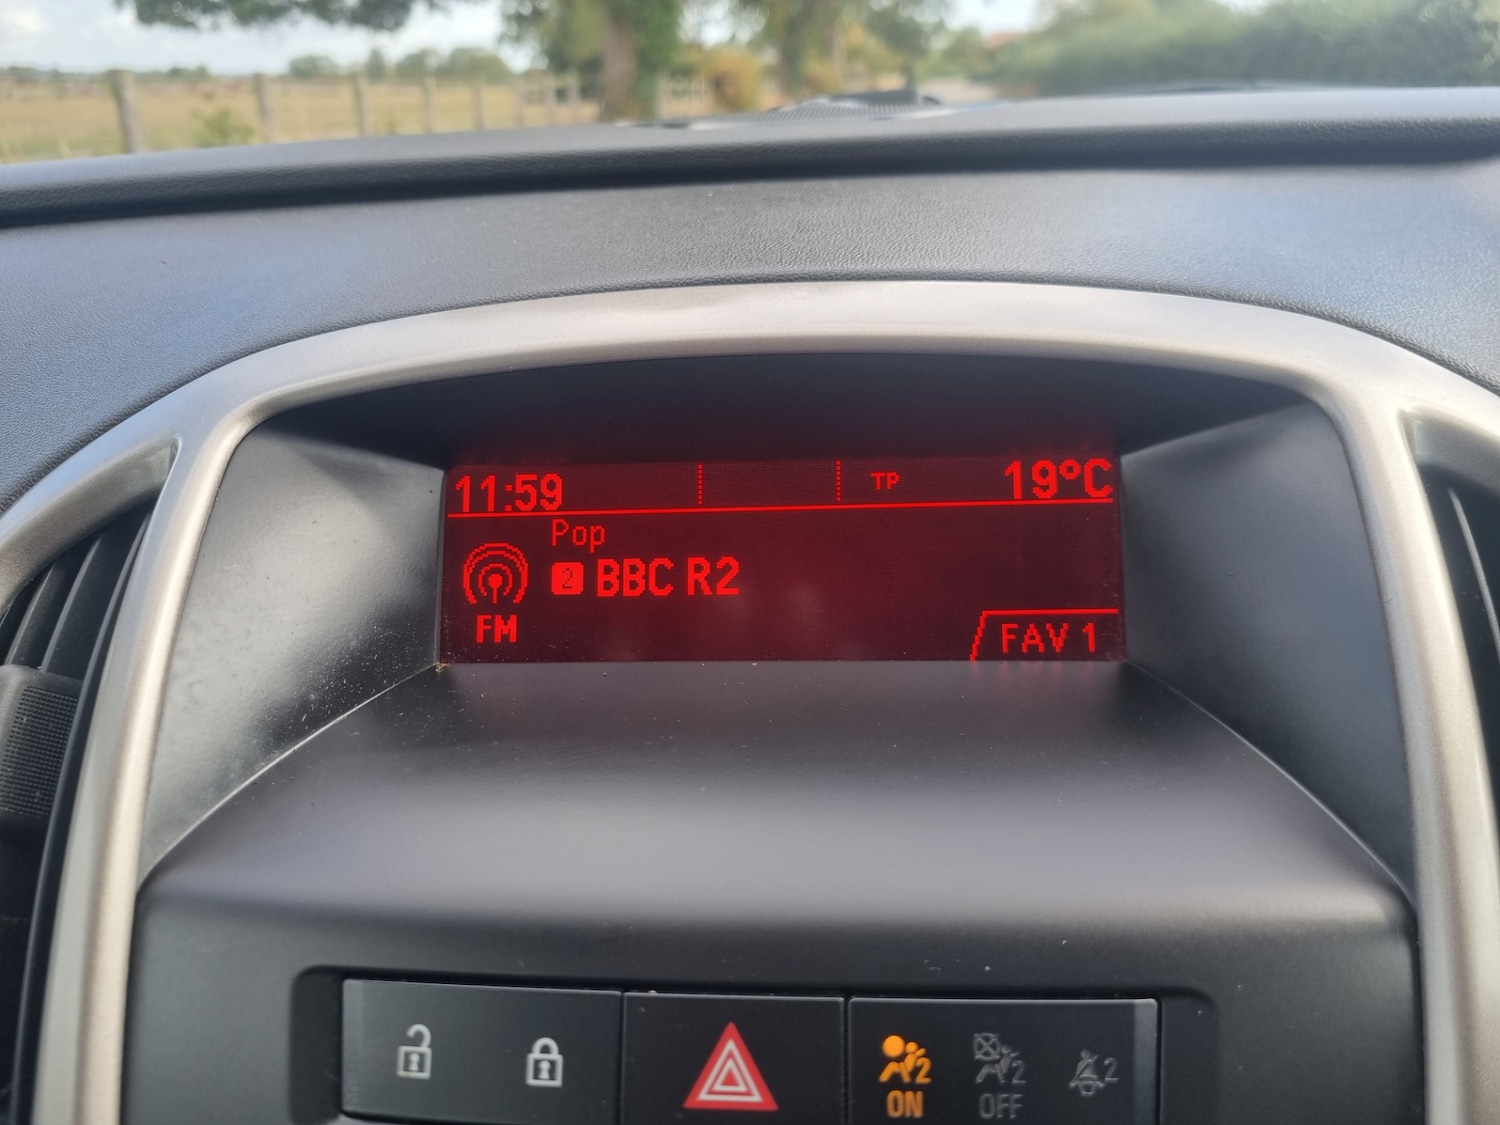 11:59 TP 19°C
Pop
2 BBC R2
FM
FAV 1
2 2 2
ON OFF